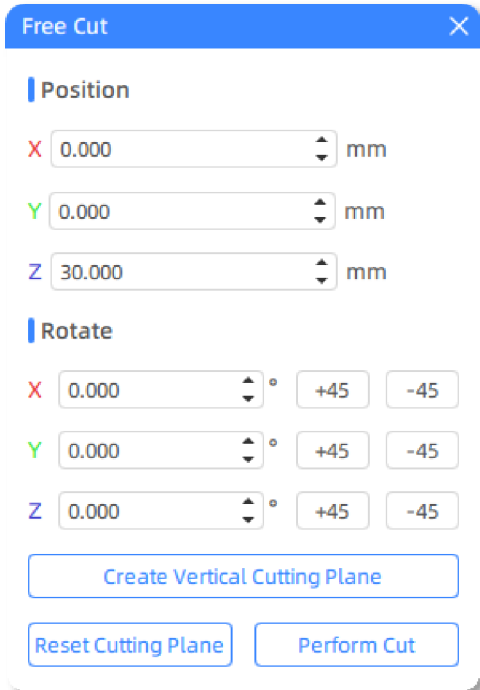 Free Cut
Position
X 0.000 mm
Y 0.000 mm
Z 30.000 mm
Rotate
X 0.000 ° +45 -45
Y 0.000 ° +45 -45
Z 0.000 ° +45 -45
Create Vertical Cutting Plane
Reset Cutting Plane Perform Cut